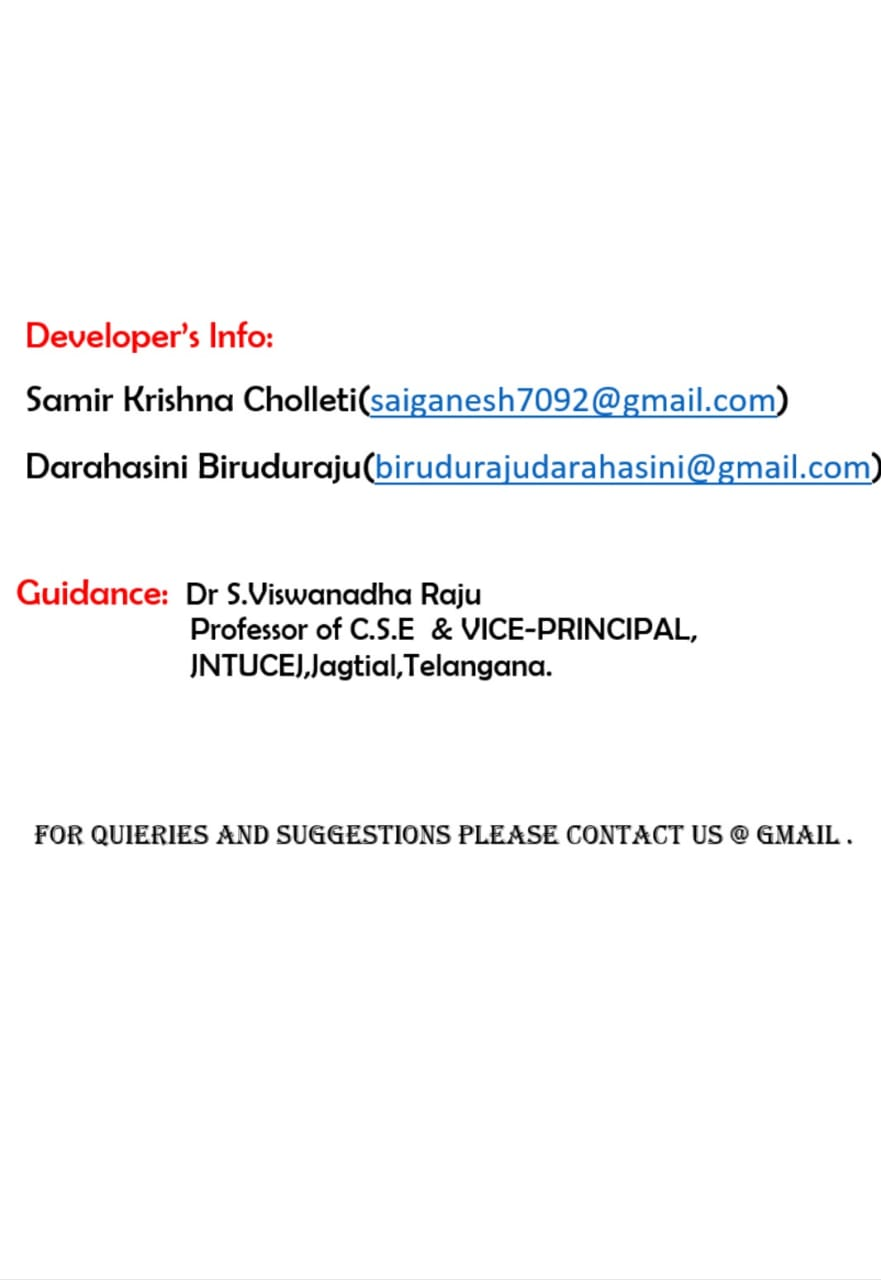 Developer's Info:
Samir Krishna Cholleti(saiganesh7092@gmail.com)
Darahasini Biruduraju(birudurajudarahasini@gmail.com)
Guidance: Dr S.Viswanadha Raju
Professor of C.S.E & VICE-PRINCIPAL,
JNTUCEJ,Jagtial,Telangana.
FOR QUIERIES AND SUGGESTIONS PLEASE CONTACT US @ GMAIL .